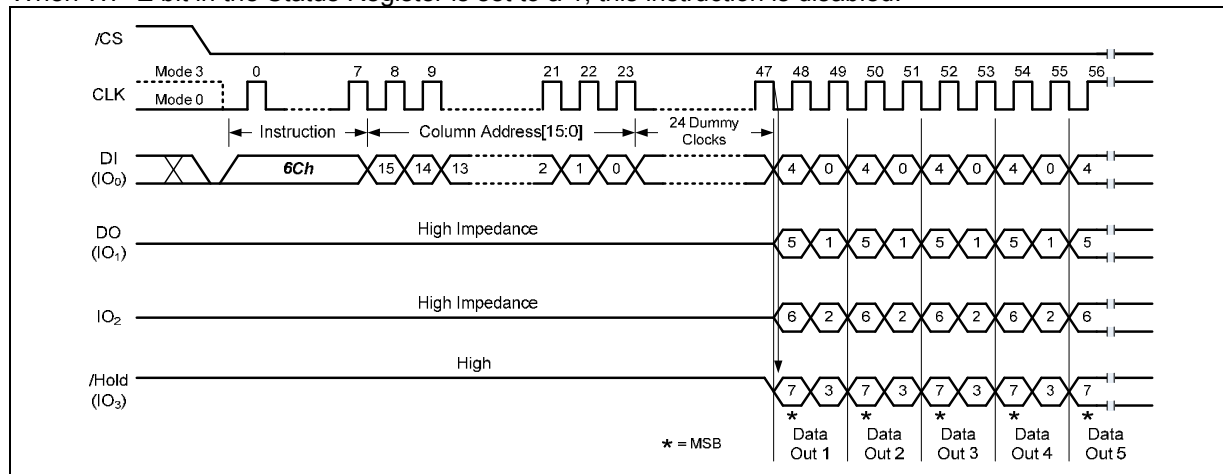 When WP-E bit in the Status Register is set to a 1, this instruction is disabled.
/CS
Mode 3 0 7 8 9 21 22 23 47 48 49 50 51 52 53 54 55 56
CLK Mode 0
Instruction Column Address[15:0] 24 Dummy
Clocks
DI
(IO0)
6Ch 15 14 13 2 1 0 4 0 4 0 4 0 4 0 4
DO
(IO1)
High Impedance
5 1 5 1 5 1 5 1 5
IO2
High Impedance
6 2 6 2 6 2 6 2 6
/Hold
(IO3)
High
7 3 7 3 7 3 7 3 7
* * * * *
* = MSB
Data
Out 1
Data
Out 2
Data
Out 3
Data
Out 4
Data
Out 5